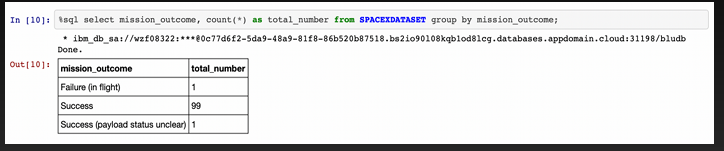 In [10]: %sql select mission_outcome, count(*) as total_number from SPACEXDATASET group by mission_outcome;
* ibm_db_sa://wzf08322:***@0c77d6f2-5da9-48a9-81f8-86b520b87518.bs2io90l08kqb1od8lcg.databases.appdomain.cloud:31198/bludb
Done.
Out[10]: mission_outcome total_number
Failure (in flight) 1
Success 99
Success (payload status unclear) 1